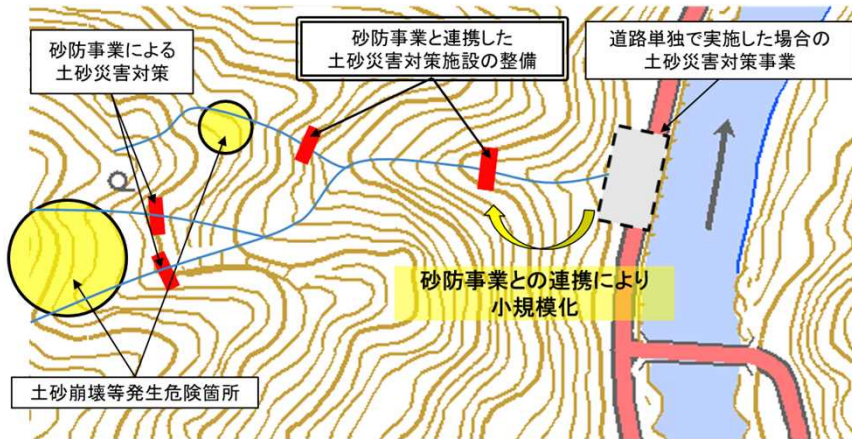 砂防事業による
土砂災害対策
砂防事業と連携した
土砂災害対策施設の整備
道路単独で実施した場合の
土砂災害対策事業
砂防事業との連携により
小規模化
土砂崩壊等発生危険箇所